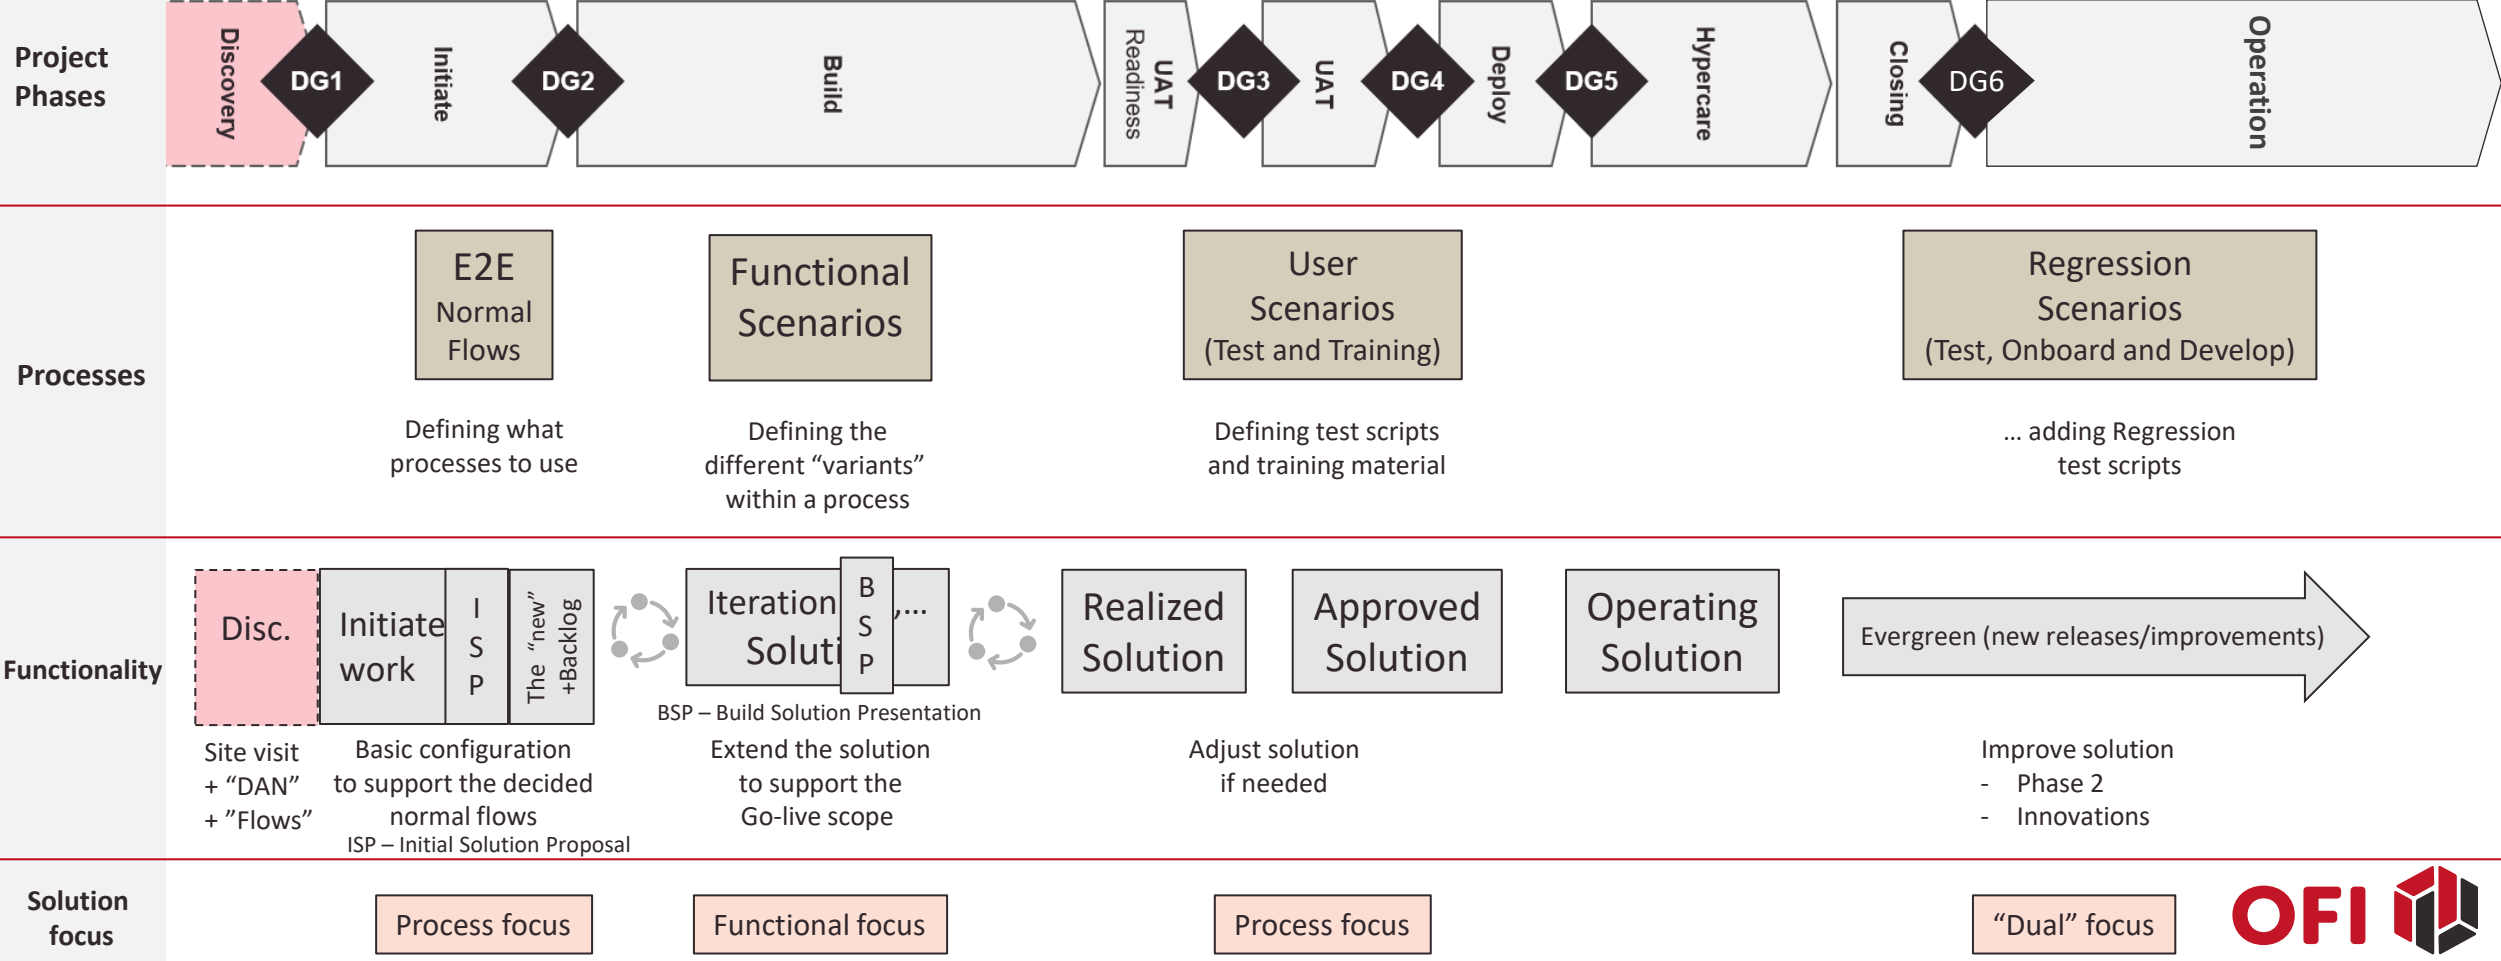 Project
Phases
Discovery
DG1
Initiate
DG2
Build
UAT
Readiness
DG3
UAT
DG4
Deploy
DG5
Hypercare
Closing
DG6
Operation
Processes
E2E
Normal
Flows
Functional
Scenarios
User
Scenarios
(Test and Training)
Regression
Scenarios
(Test, Onboard and Develop)
Defining what
processes to use
Defining the
different “variants”
within a process
Defining test scripts
and training material
... adding Regression
test scripts
Functionality
Disc.
Initiate
work
I
S
P
The “new”
+Backlog
Iteration
,...
Soluti
B
S
P
Realized
Solution
Approved
Solution
Operating
Solution
Evergreen (new releases/improvements)
BSP – Build Solution Presentation
Site visit
+ “DAN”
+ ”Flows”
Basic configuration
to support the decided
normal flows
ISP – Initial Solution Proposal
Extend the solution
to support the
Go-live scope
Adjust solution
if needed
Improve solution
- Phase 2
- Innovations
Solution
focus
Process focus
Functional focus
Process focus
“Dual” focus
OFI